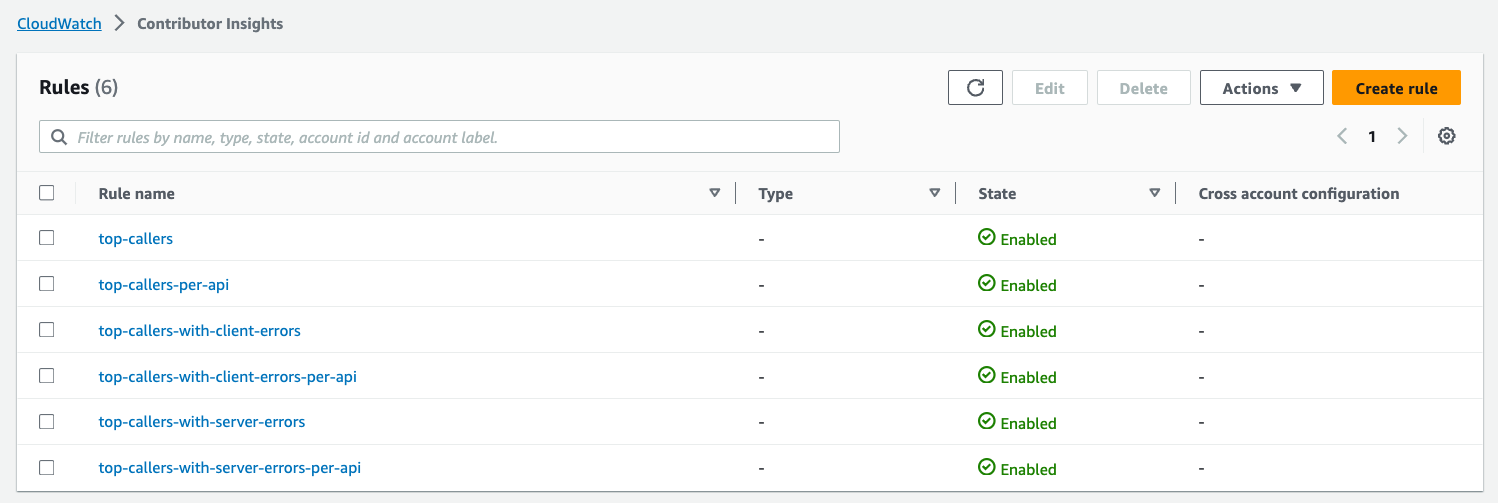 CloudWatch > Contributor Insights
Rules (6)
Edit
Delete
Actions
Create rule
Filter rules by name, type, state, account id and account label.
1
Rule name Type State Cross account configuration
top-callers - Enabled -
top-callers-per-api - Enabled -
top-callers-with-client-errors - Enabled -
top-callers-with-client-errors-per-api - Enabled -
top-callers-with-server-errors - Enabled -
top-callers-with-server-errors-per-api - Enabled -